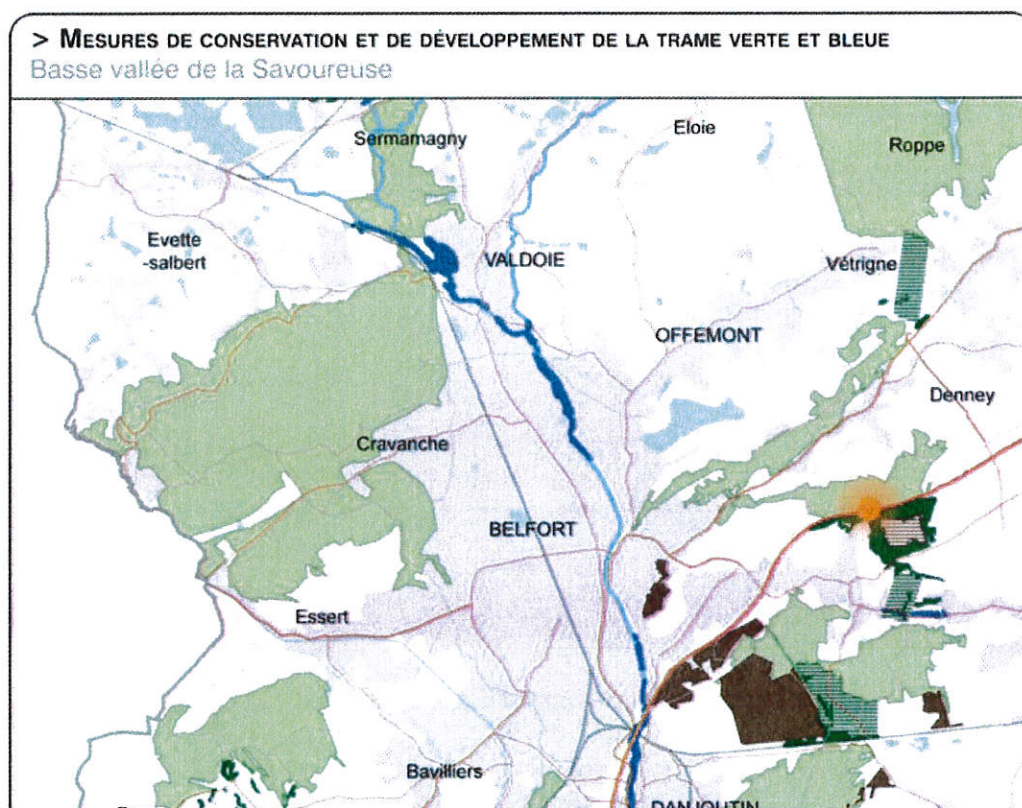 > MESURES DE CONSERVATION ET DE DÉVELOPPEMENT DE LA TRAME VERTE ET BLEUE
Basse vallée de la Savoureuse
Sermamagny
Eloie
Roppe
Evette
-salbert
VALDOIE
Vétrigne
OFFEMONT
Denney
Cravanche
BELFORT
Essert
Bavilliers
DANJOUTIN